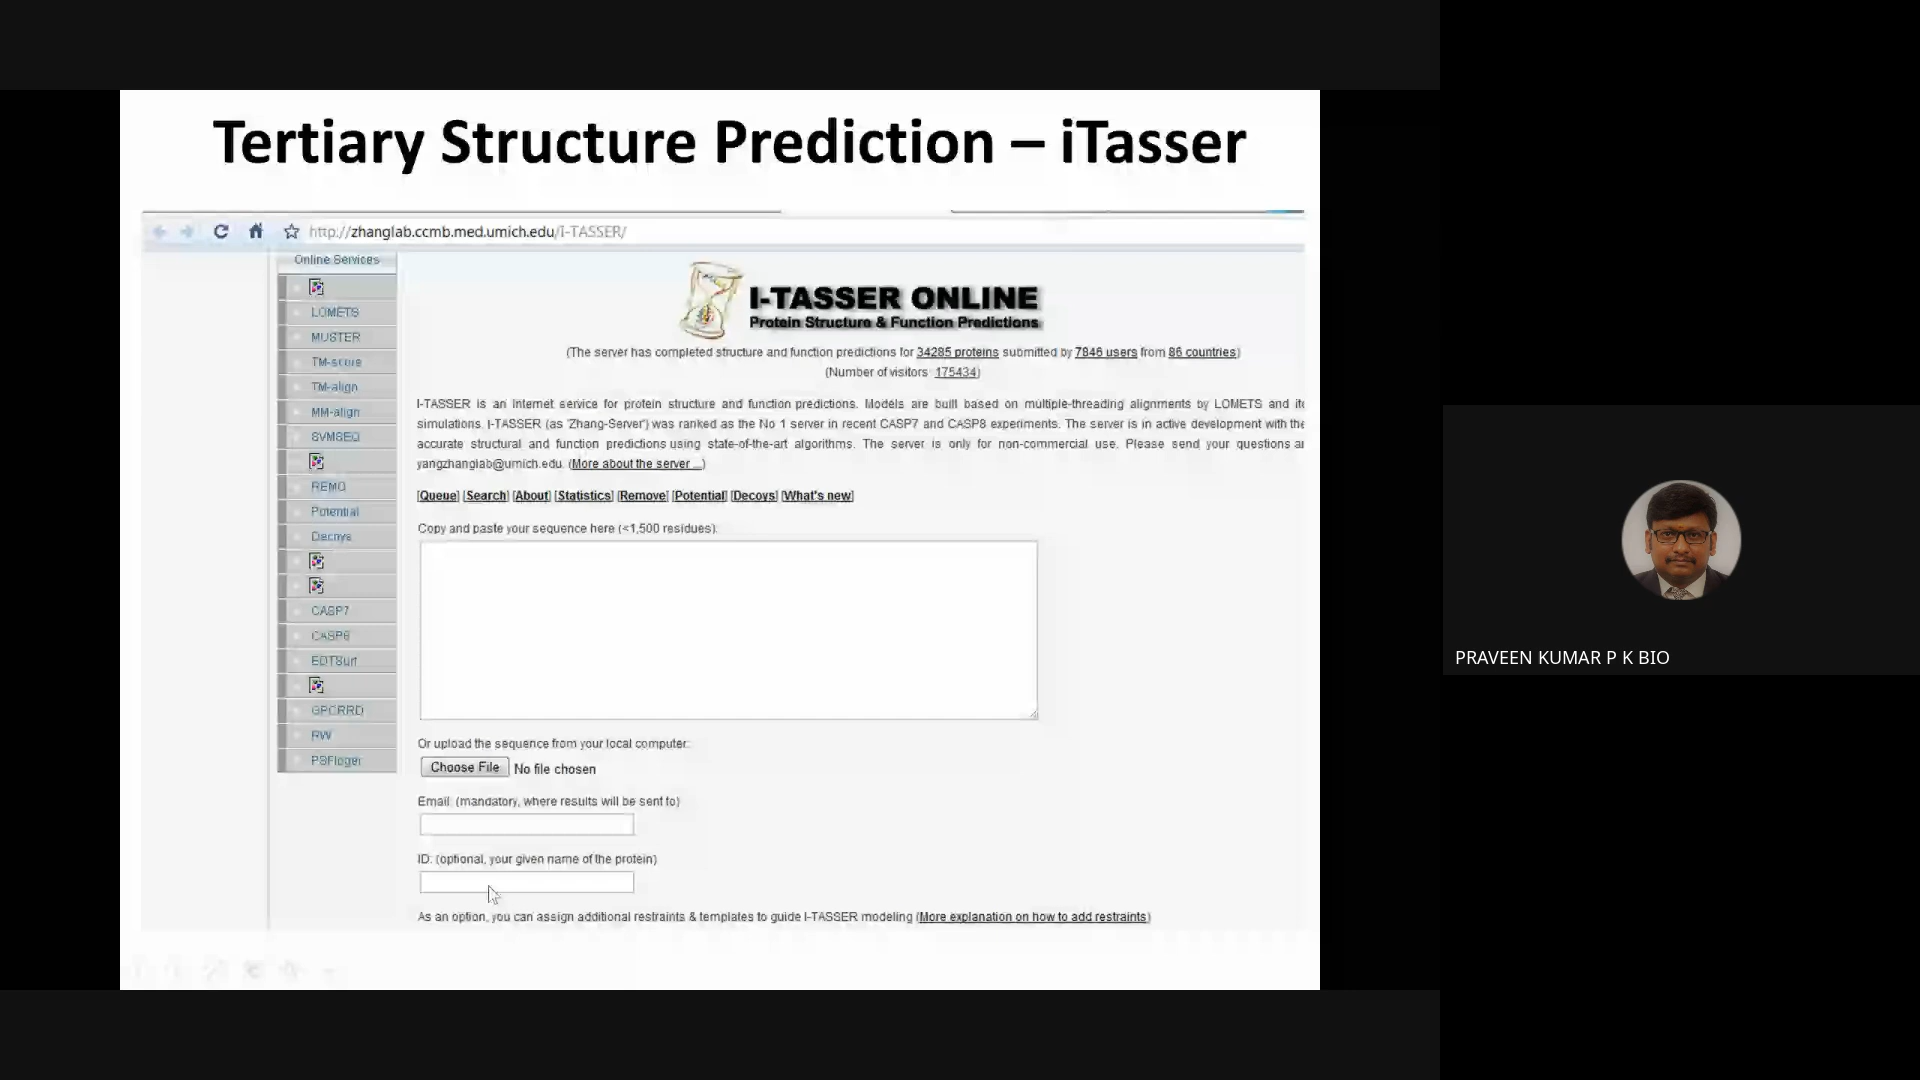 Tertiary Structure Prediction – iTasser
http://zhanglab.ccmb.med.umich.edu/I-TASSER/
Online Services
LOMETS
MUSTER
TM-score
TM-align
MM-align
SVMSEQ
REMO
Potential
Decoys
CASP7
CASP8
EDTSurf
GPCRRD
RW
I-TASSER ONLINE
Protein Structure & Function Predictions
(The server has completed structure and function predictions for 34285 proteins submitted by 7846 users from 86 countries)
(Number of visitors: 175434)
I-TASSER is an Internet service for protein structure and function predictions. Models are built based on multiple-threading alignments by LOMETS and ite
simulations. I-TASSER (as 'Zhang-Server') was ranked as the No 1 server in recent CASP7 and CASP8 experiments. The server is in active development with the
accurate structural and function predictions using state-of-the-art algorithms. The server is only for non-commercial use. Please send your questions an
yangzhanglab@umich.edu. (More about the server ...)
[Queue] [Search] [About] [Statistics] [Remove] [Potential] [Decoys] [What's new]
Copy and paste your sequence here (<1,500 residues):
Or upload the sequence from your local computer:
Choose File No file chosen
Email: (mandatory, where results will be sent to)
ID: (optional, your given name of the protein)
As an option, you can assign additional restraints & templates to guide I-TASSER modeling (More explanation on how to add restraints)
PRAVEEN KUMAR P K BIO